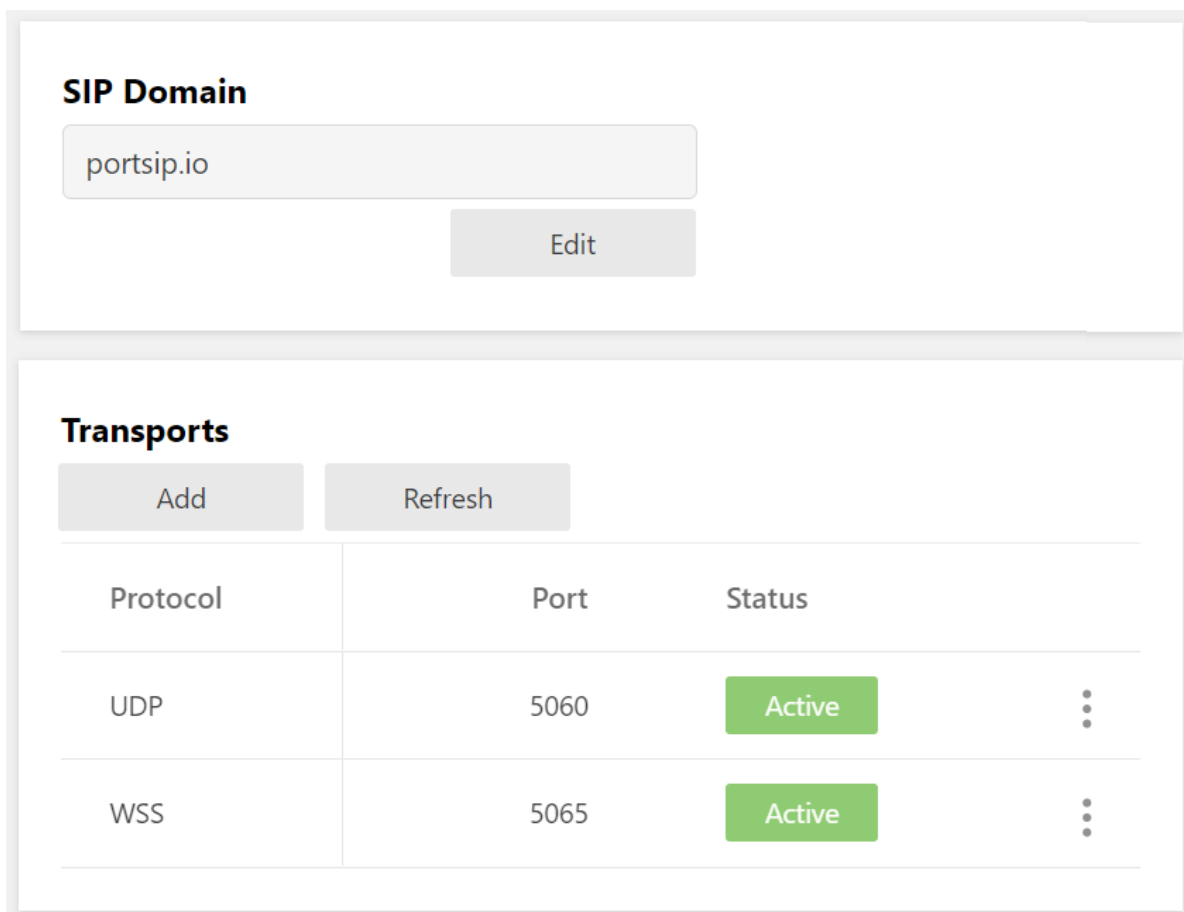 SIP Domain
portsip.io
Edit
Transports
Add Refresh
Protocol Port Status
UDP 5060 Active
WSS 5065 Active